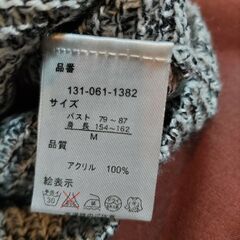 品番
131-061-1382
サイズ
バスト 79～87
身長 154～162
M
品質
アクリル 100%
絵表示
30